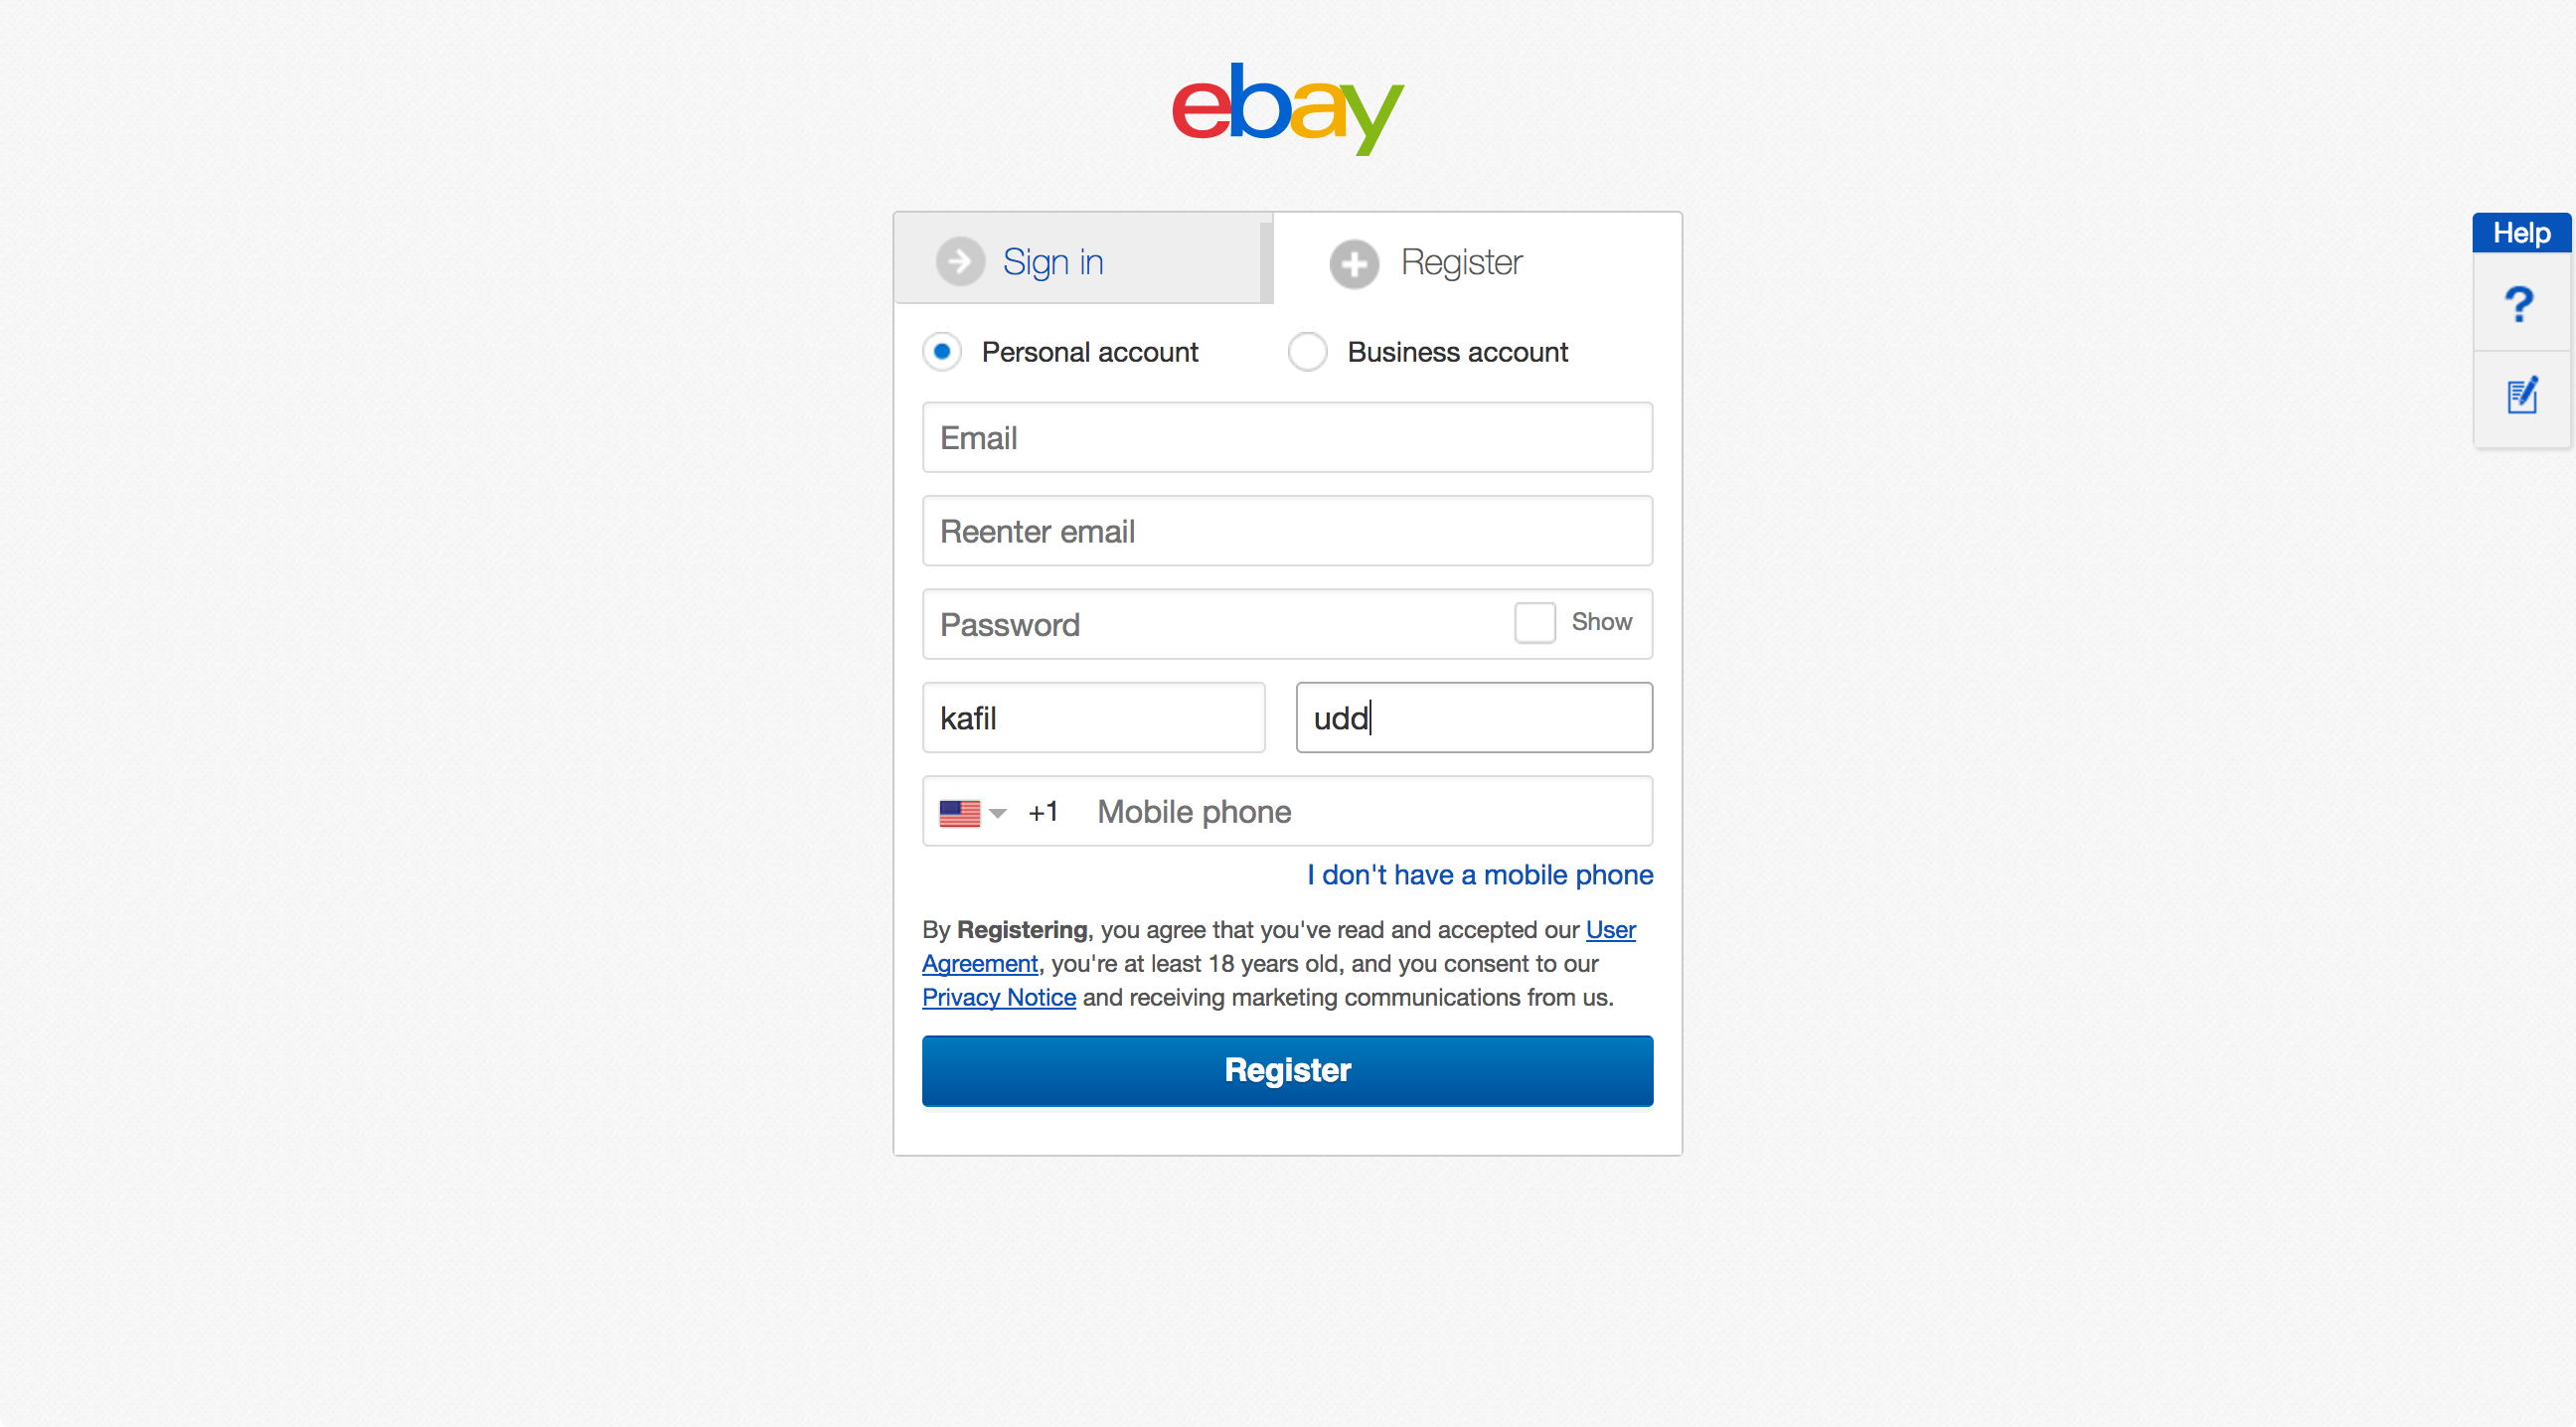 ebay
Sign in
Register
Help
?
Personal account
Business account
Email
Reenter email
Password
Show
kafil
udd
+1
Mobile phone
I don't have a mobile phone
By Registering, you agree that you've read and accepted our User
Agreement, you're at least 18 years old, and you consent to our
Privacy Notice and receiving marketing communications from us.
Register